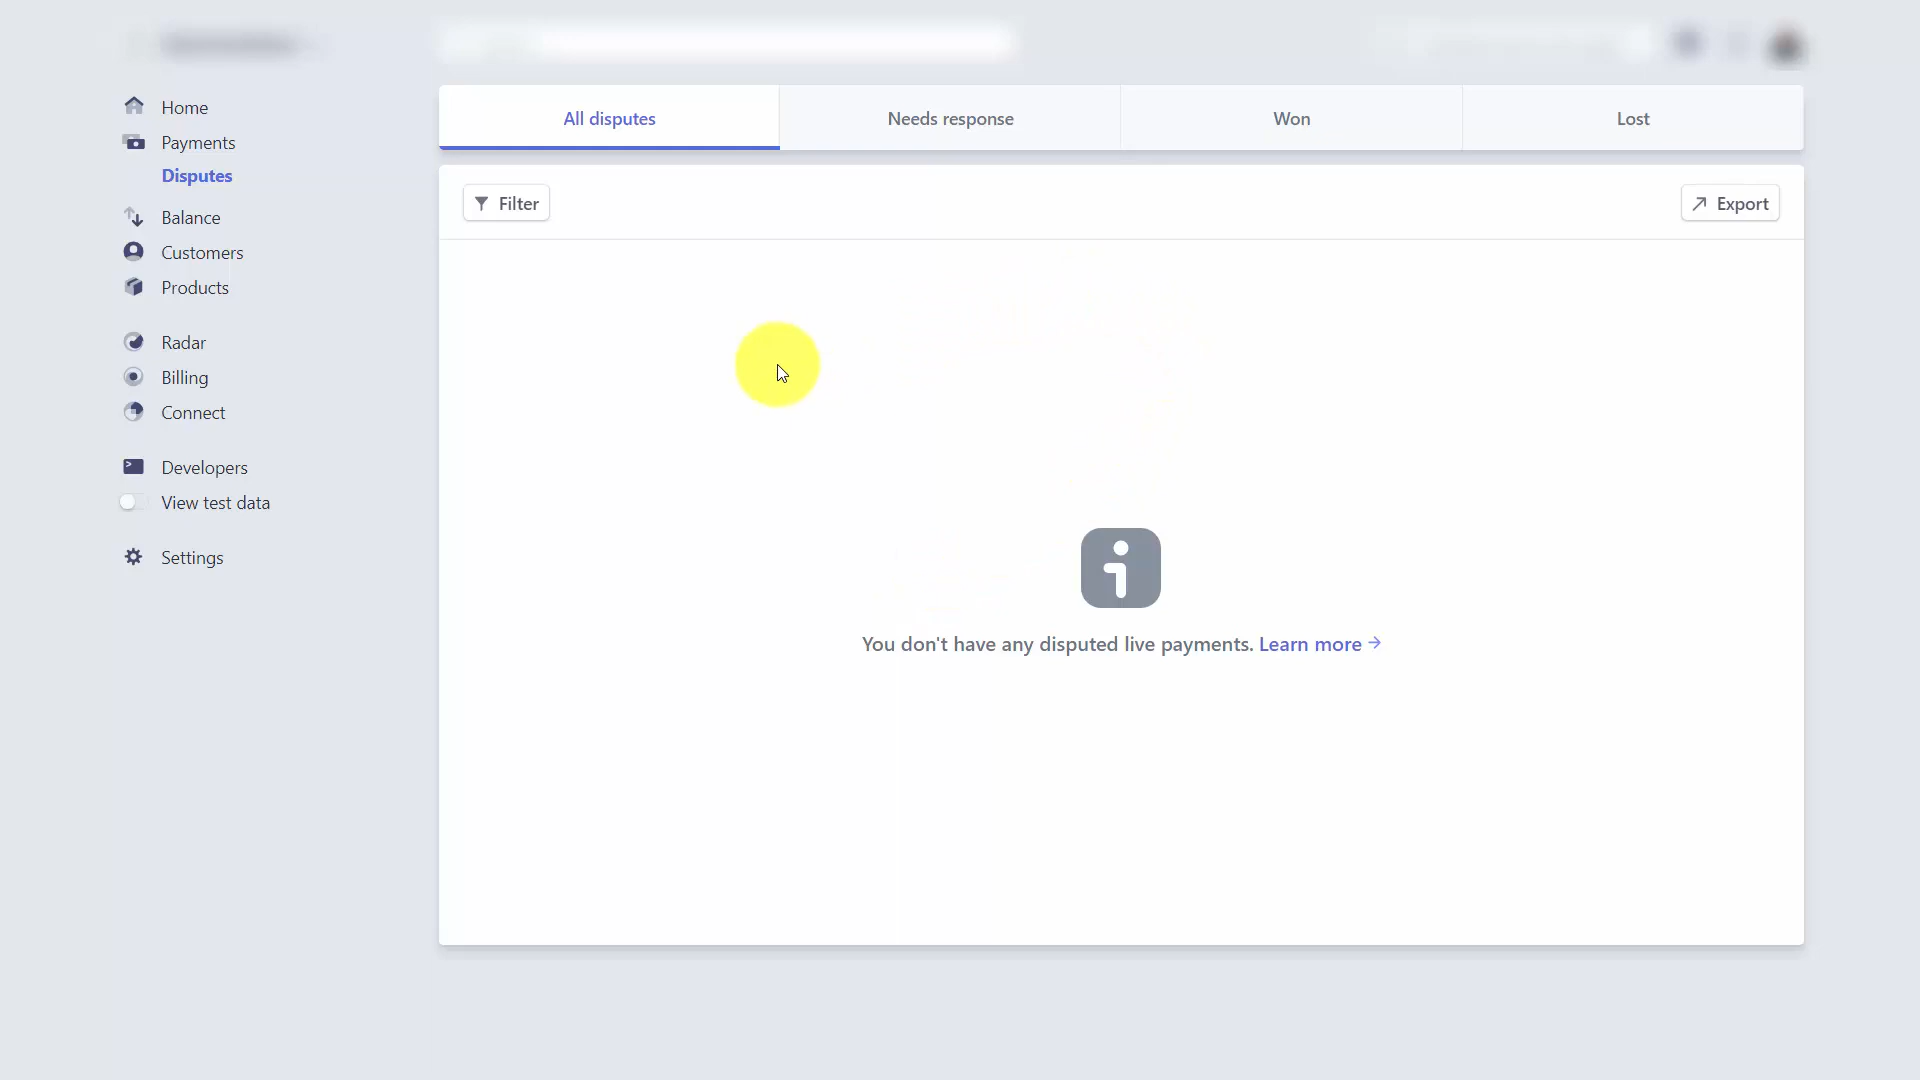 Home
Payments
Disputes
Balance
Customers
Products
Radar
Billing
Connect
Developers
View test data
Settings
All disputes
Needs response
Won
Lost
Filter
Export
You don't have any disputed live payments. Learn more →